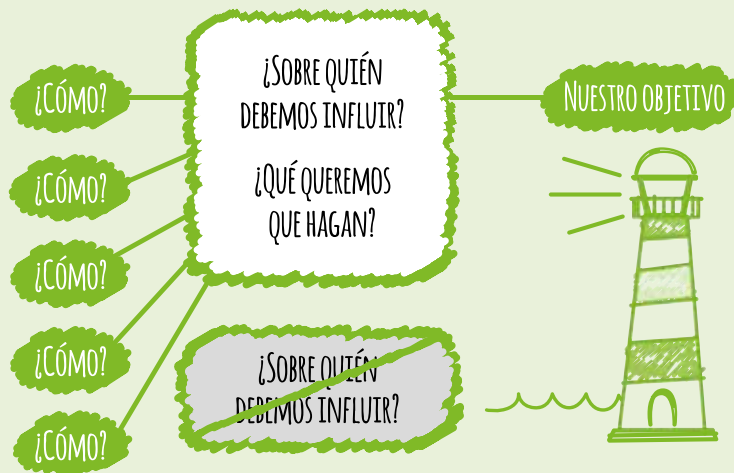 ¿CÓMO?
¿CÓMO?
¿CÓMO?
¿CÓMO?
¿CÓMO?
¿SOBRE QUIÉN
DEBEMOS INFLUIR?
¿QUÉ QUEREMOS
QUE HAGAN?
¿SOBRE QUIÉN
DEBEMOS INFLUIR?
NUESTRO OBJETIVO